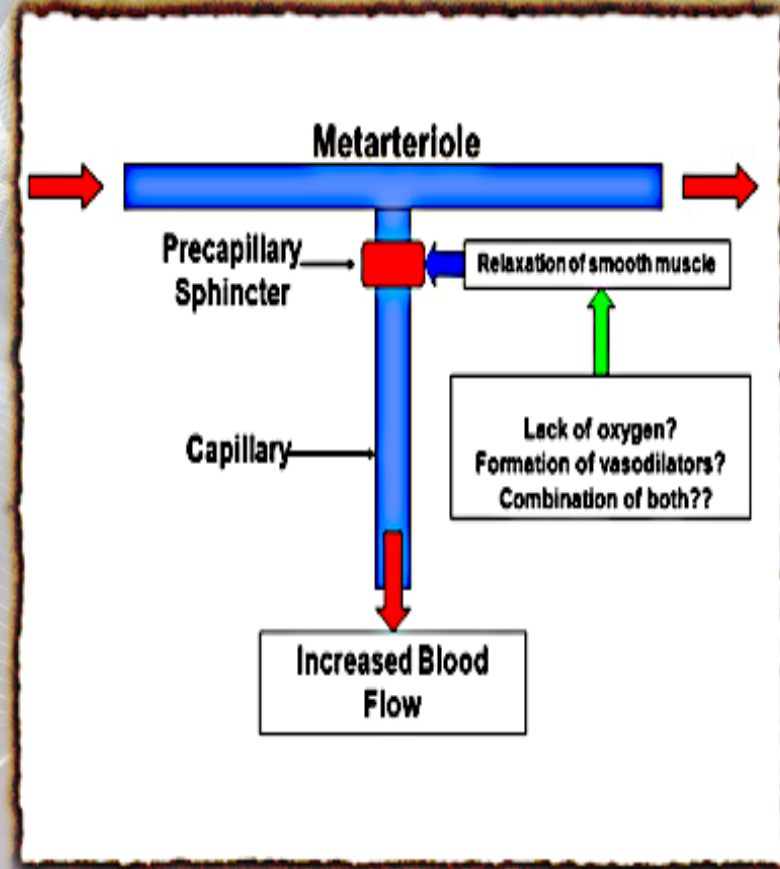 Metarteriole
Precapillary
Sphincter
Relaxation of smooth muscle
Capillary
Lack of oxygen?
Formation of vasodilators?
Combination of both??
Increased Blood
Flow